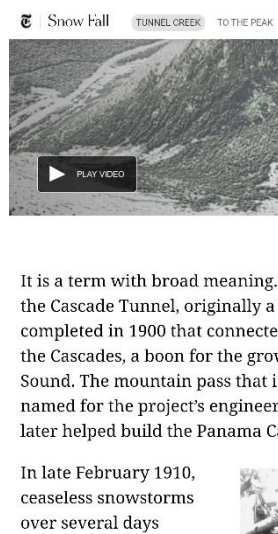 Snow Fall TUNNEL CREEK TO THE PEAK
PLAY VIDEO
It is a term with broad meaning.
the Cascade Tunnel, originally a
completed in 1900 that connecte
the Cascades, a boon for the grov
Sound. The mountain pass that i
named for the project's engineer
later helped build the Panama Ca
In late February 1910,
ceaseless snowstorms
over several days